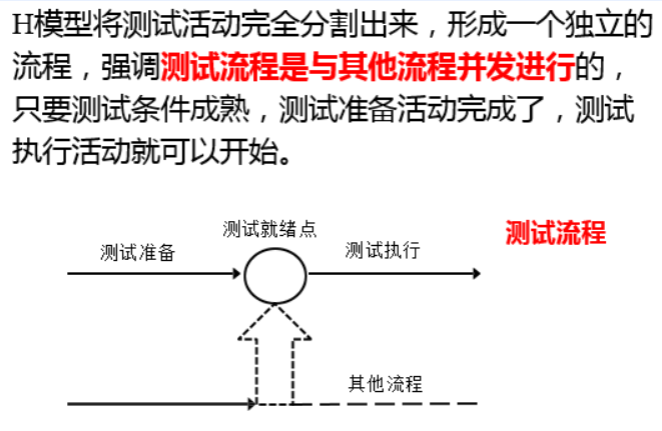 H模型将测试活动完全分割出来，形成一个独立的
流程，强调测试流程是与其他流程并发进行的，
只要测试条件成熟，测试准备活动完成了，测试
执行活动就可以开始。
测试就绪点
测试流程
测试准备
测试执行
其他流程